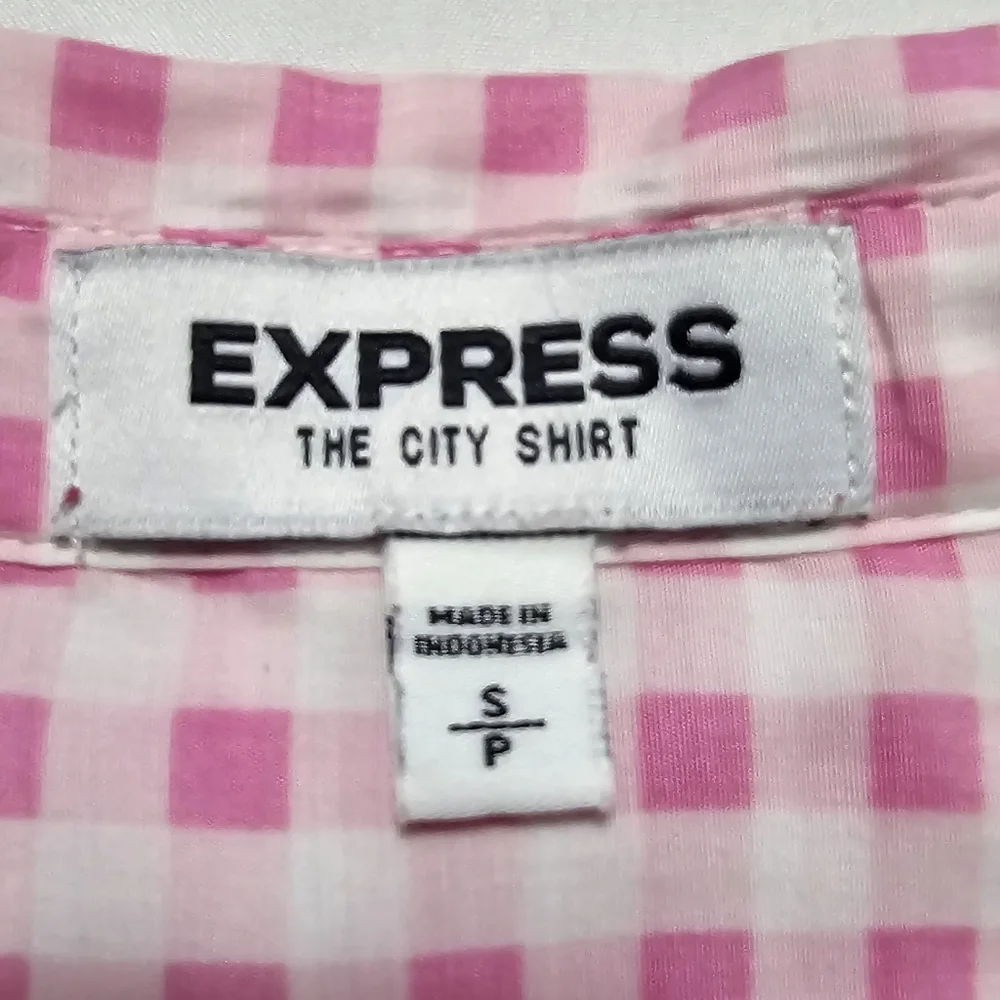 EXPRESS
THE CITY SHIRT
MADE IN
INDONESIA
S
P